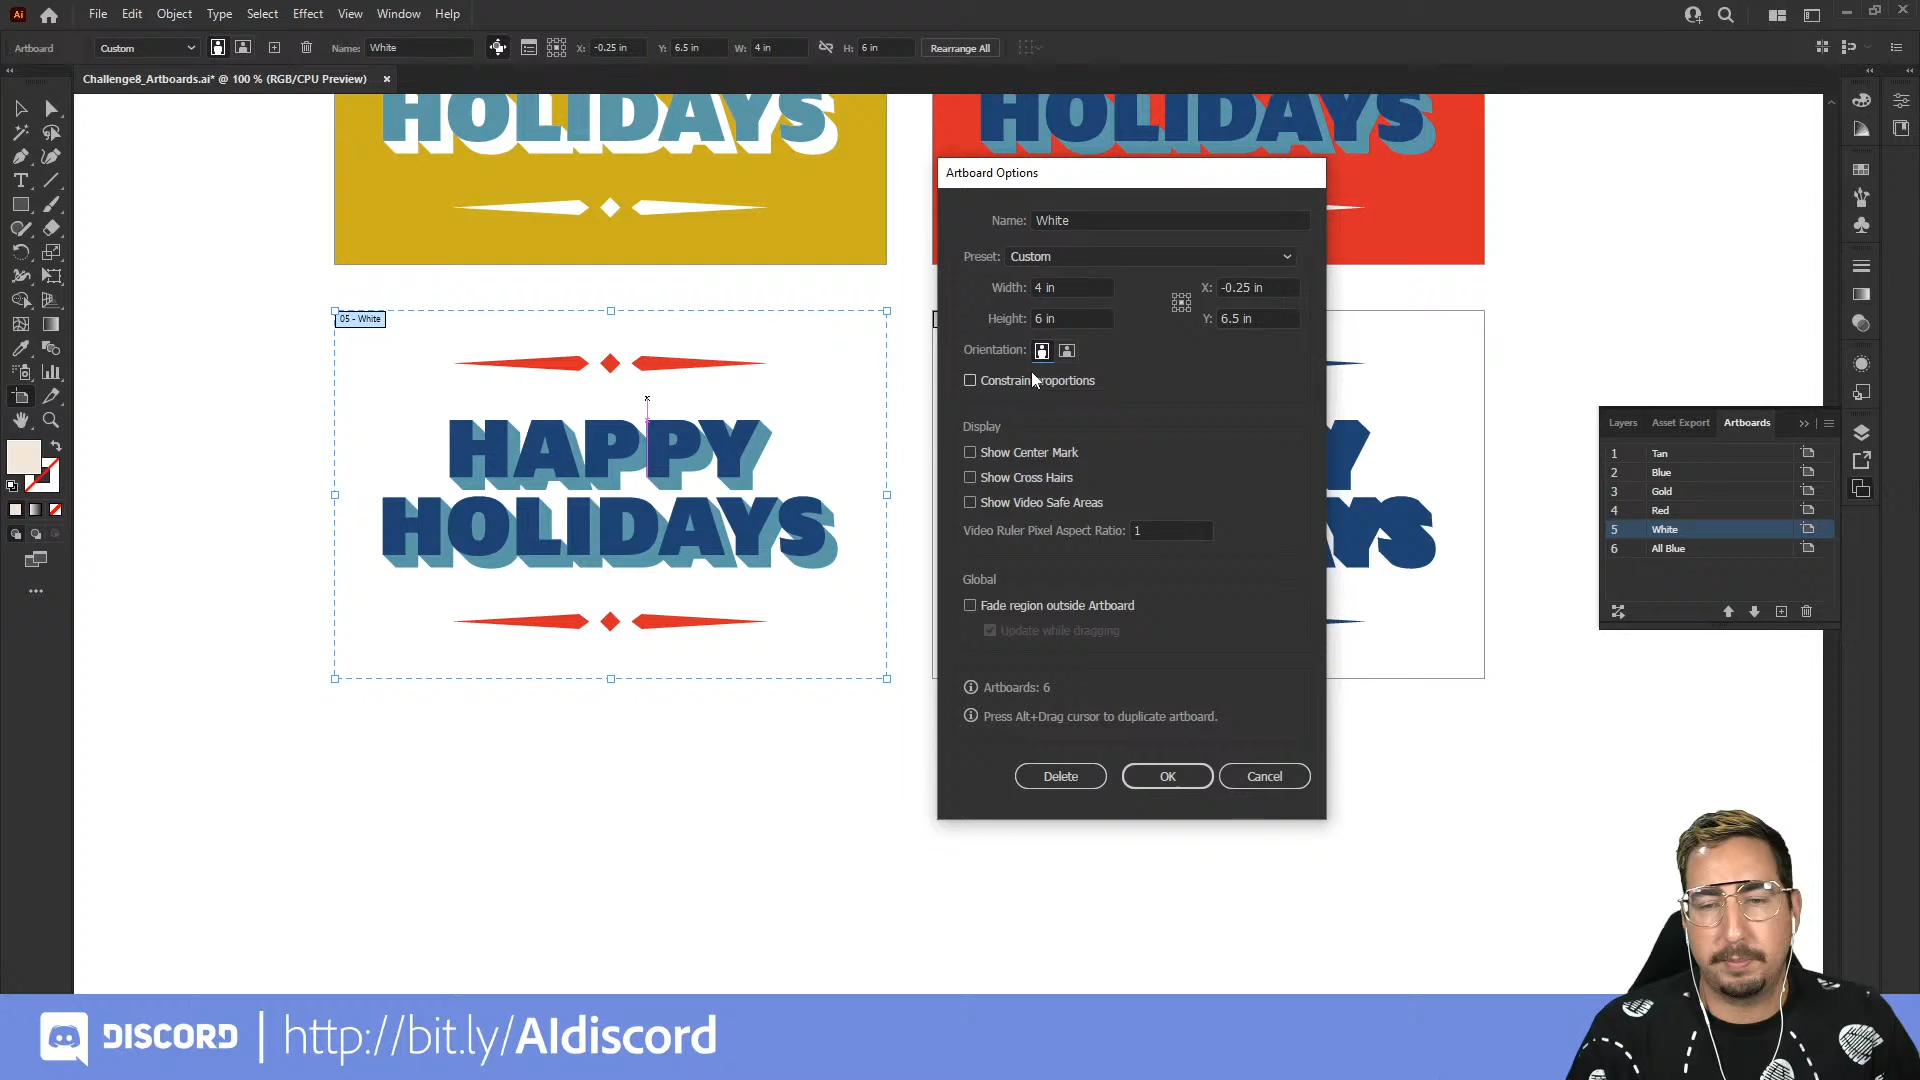 Ai File Edit Object Type Select Effect View Window Help
Artboard Custom Name: White X: -0.25 in Y: 6.5 in W: 4 in H: 6 in Rearrange All
Challenge8_Artboards.ai* @ 100 % (RGB/CPU Preview) ×
HOLIDAYS
HOLIDAYS
05 - White
HAPPY
HOLIDAYS
Y
AYS
Artboard Options
Name: White
Preset: Custom
Width: 4 in X: -0.25 in
Height: 6 in Y: 6.5 in
Orientation:
Constrain Proportions
Display
Show Center Mark
Show Cross Hairs
Show Video Safe Areas
Video Ruler Pixel Aspect Ratio: 1
Global
Fade region outside Artboard
Update while dragging
Artboards: 6
Press Alt+Drag cursor to duplicate artboard.
Delete OK Cancel
Layers Asset Export Artboards
1 Tan
2 Blue
3 Gold
4 Red
5 White
6 All Blue
DISCORD | http://bit.ly/AIdiscord